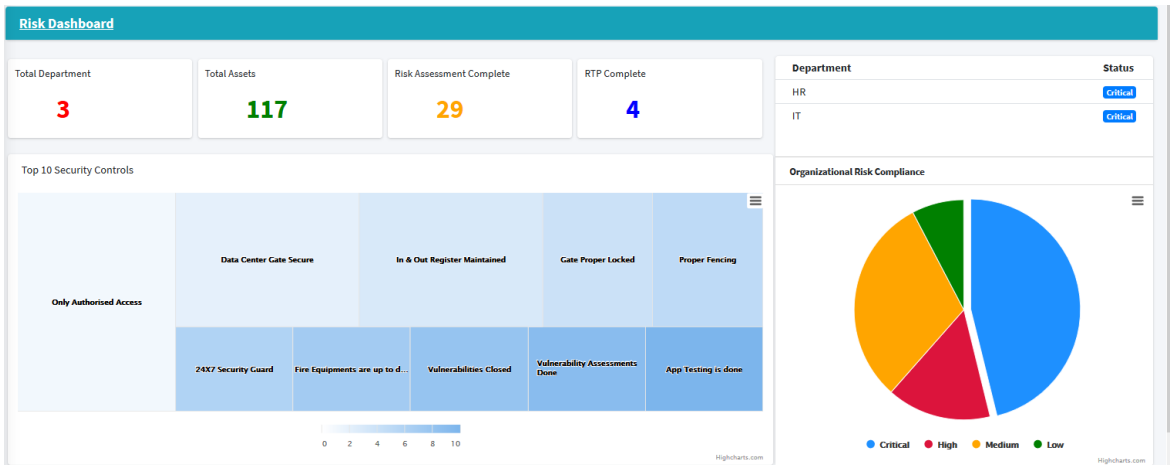 Risk Dashboard
Total Department
3
Total Assets
117
Risk Assessment Complete
29
RTP Complete
4
Department Status
HR Critical
IT Critical
Top 10 Security Controls
Only Authorised Access
Data Center Gate Secure
In & Out Register Maintained
Gate Proper Locked
Proper Fencing
24X7 Security Guard
Fire Equipments are up to d...
Vulnerabilities Closed
Vulnerability Assessments
Done
App Testing is done
0 2 4 6 8 10
Highcharts.com
Organizational Risk Compliance
Critical High Medium Low
Highcharts.com